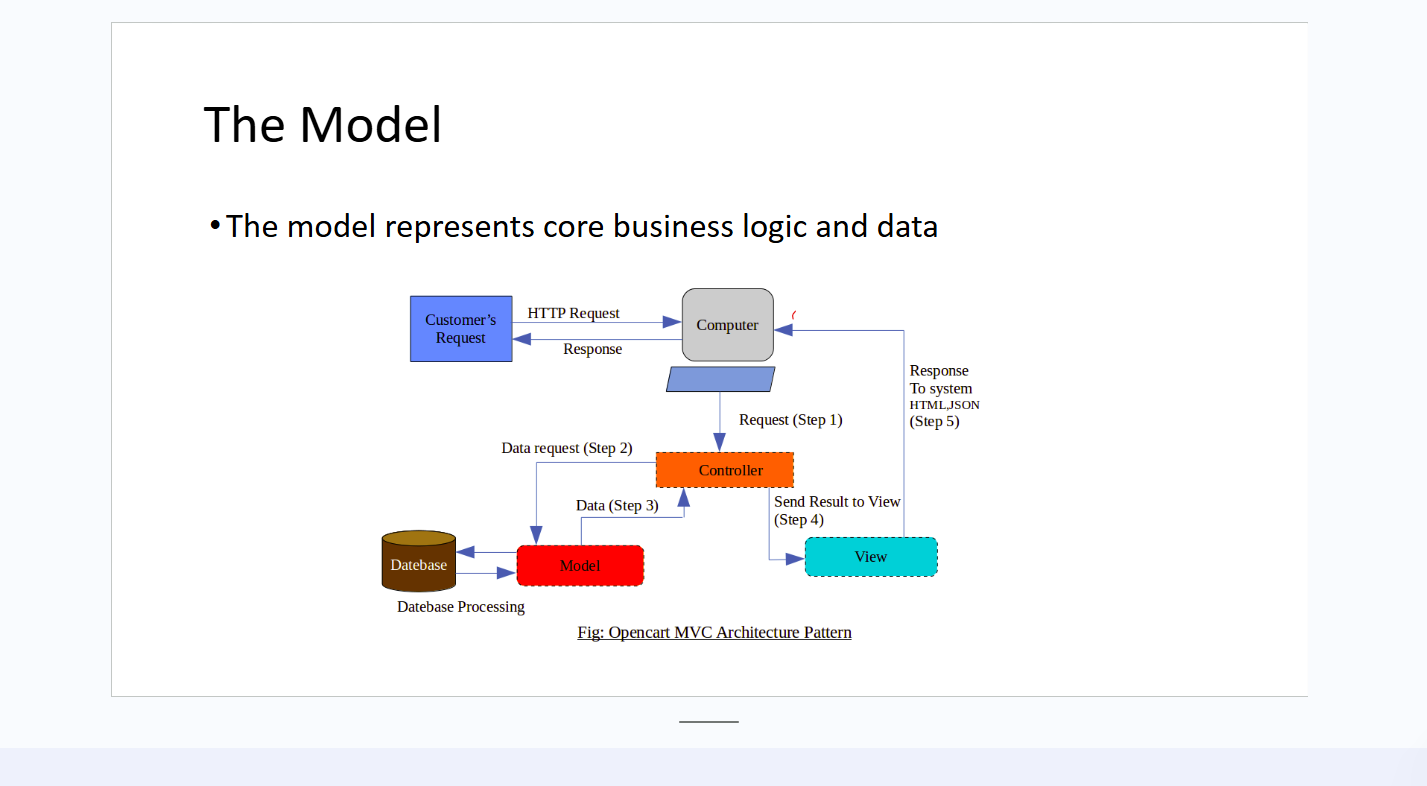 The Model
•The model represents core business logic and data
Customer’s
Request
HTTP Request
Response
Computer
Response
To system
HTML,JSON
(Step 5)
Request (Step 1)
Data request (Step 2)
Controller
Data (Step 3)
Send Result to View
(Step 4)
Datebase
Model
View
Datebase Processing
Fig: Opencart MVC Architecture Pattern